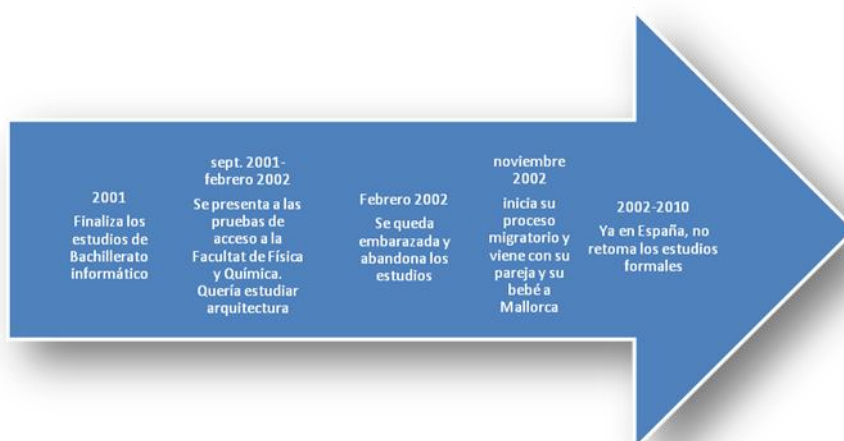 2001
Finaliza los
estudios de
Bachillerato
informático
sept. 2001-
febrero 2002
Se presenta a las
pruebas de
acceso a la
Facultat de Física
y Química.
Quería estudiar
arquitectura
Febrero 2002
Se queda
embarazada y
abandona los
estudios
noviembre
2002
inicia su
proceso
migratorio y
viene con su
pareja y su
bebé a
Mallorca
2002-2010
Ya en España, no
retoma los estudios
formales